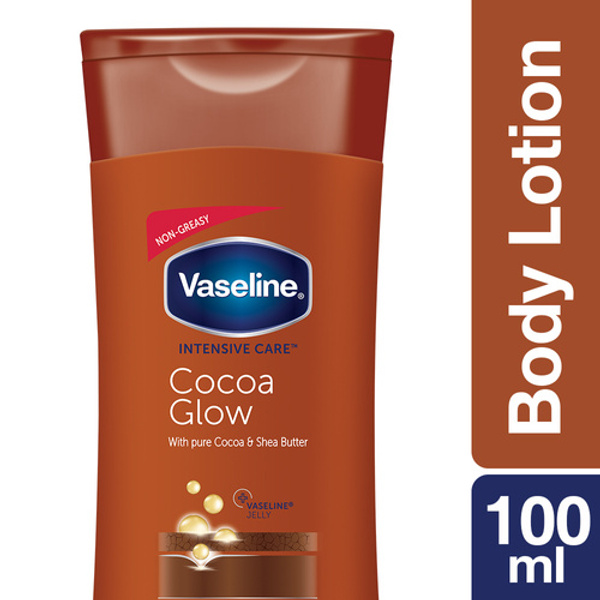 NON-GREASY
Vaseline®
INTENSIVE CARE™
Cocoa
Glow
With pure Cocoa & Shea Butter
VASELINE®
JELLY
Body Lotion
100
ml